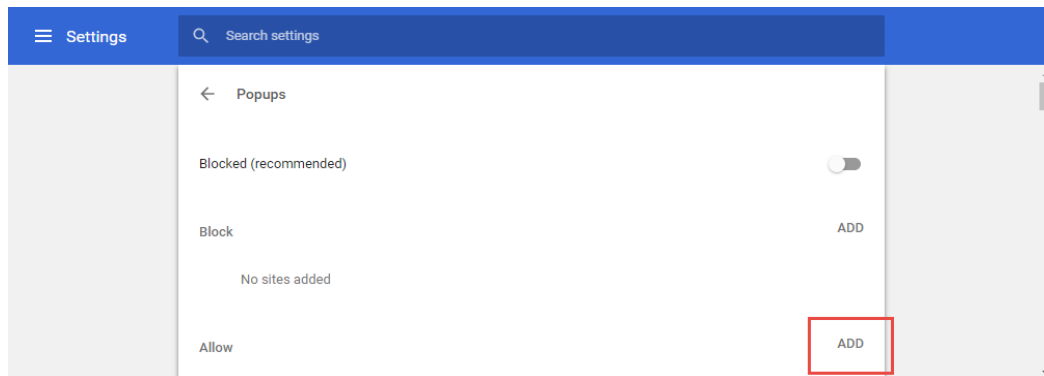 Settings
Search settings
Popups
Blocked (recommended)
Block ADD
No sites added
Allow ADD